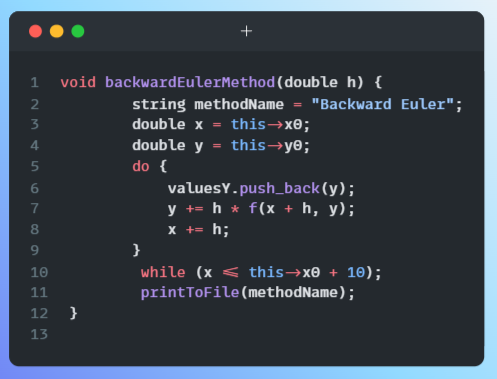 +
1 void backwardEulerMethod(double h) {
2 string methodName = "Backward Euler";
3 double x = this->x0;
4 double y = this->y0;
5 do {
6 valuesY.push_back(y);
7 y += h * f(x + h, y);
8 x += h;
9 }
10 while (x <= this->x0 + 10);
11 printToFile(methodName);
12 }
13